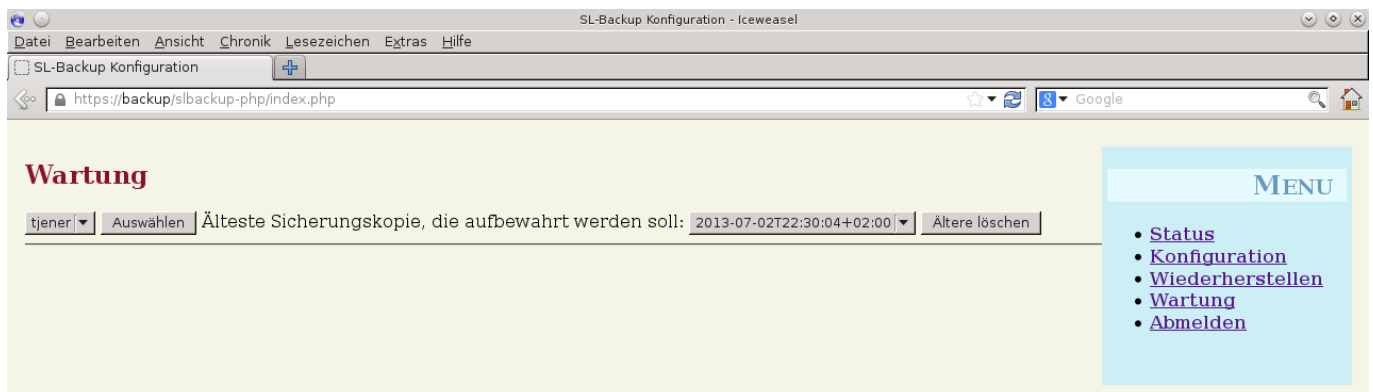 SL-Backup Konfiguration - Iceweasel
Datei Bearbeiten Ansicht Chronik Lesezeichen Extras Hilfe
SL-Backup Konfiguration
https://backup/slbackup-php/index.php
8 Google
Wartung
tjener Auswählen Älteste Sicherungskopie, die aufbewahrt werden soll: 2013-07-02T22:30:04+02:00 Ältere löschen
MENU
• Status
• Konfiguration
• Wiederherstellen
• Wartung
• Abmelden